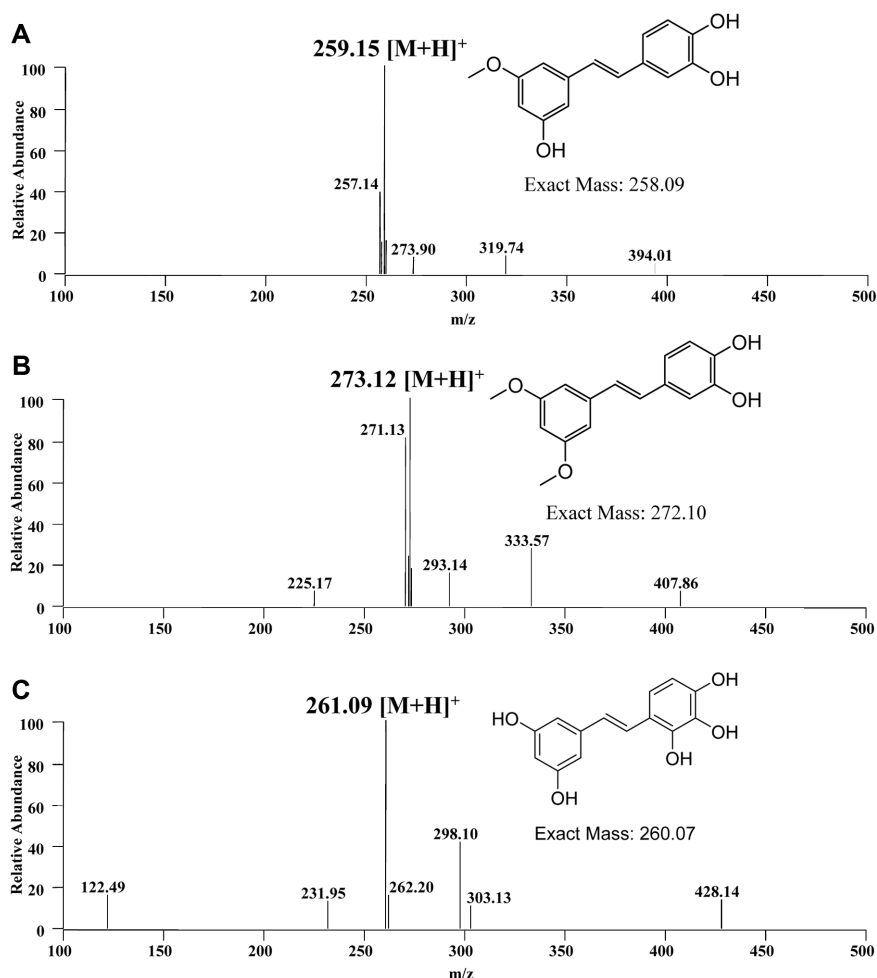 A
259.15 [M+H]+
OH
O
OH
OH
Exact Mass: 258.09
Relative Abundance
100
80
60
40
20
0
257.14
273.90
319.74
394.01
100 150 200 250 300 350 400 450 500
m/z
B
273.12 [M+H]+
OH
O
OH
O
Exact Mass: 272.10
Relative Abundance
100
80
60
40
20
0
271.13
225.17
293.14
333.57
407.86
100 150 200 250 300 350 400 450 500
C
261.09 [M+H]+
OH
HO
OH
OH
OH
Exact Mass: 260.07
Relative Abundance
100
80
60
40
20
0
122.49
231.95
262.20
298.10
303.13
428.14
100 150 200 250 300 350 400 450 500
m/z